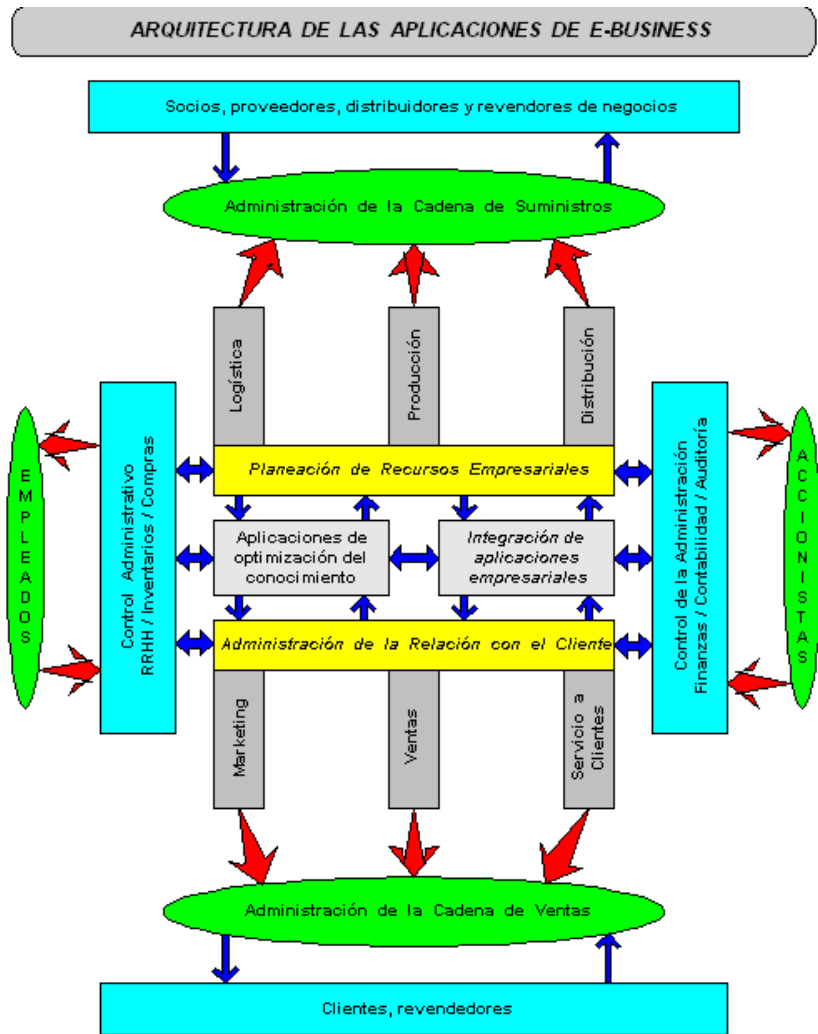 ARQUITECTURA DE LAS APLICACIONES DE E-BUSINESS
Socios, proveedores, distribuidores y revendores de negocios
Administración de la Cadena de Suministros
Logística
Producción
Distribución
EMPLEADOS
Control Administrativo
RRHH / Inventarios / Compras
Planeación de Recursos Empresariales
Aplicaciones de
optimización del
conocimiento
Integración de
aplicaciones
empresariales
Administración de la Relación con el Cliente
Control de la Administración
Finanzas / Contabilidad / Auditoría
ACCIONISTAS
Marketing
Ventas
Servicio a
Clientes
Administración de la Cadena de Ventas
Clientes, revendedores